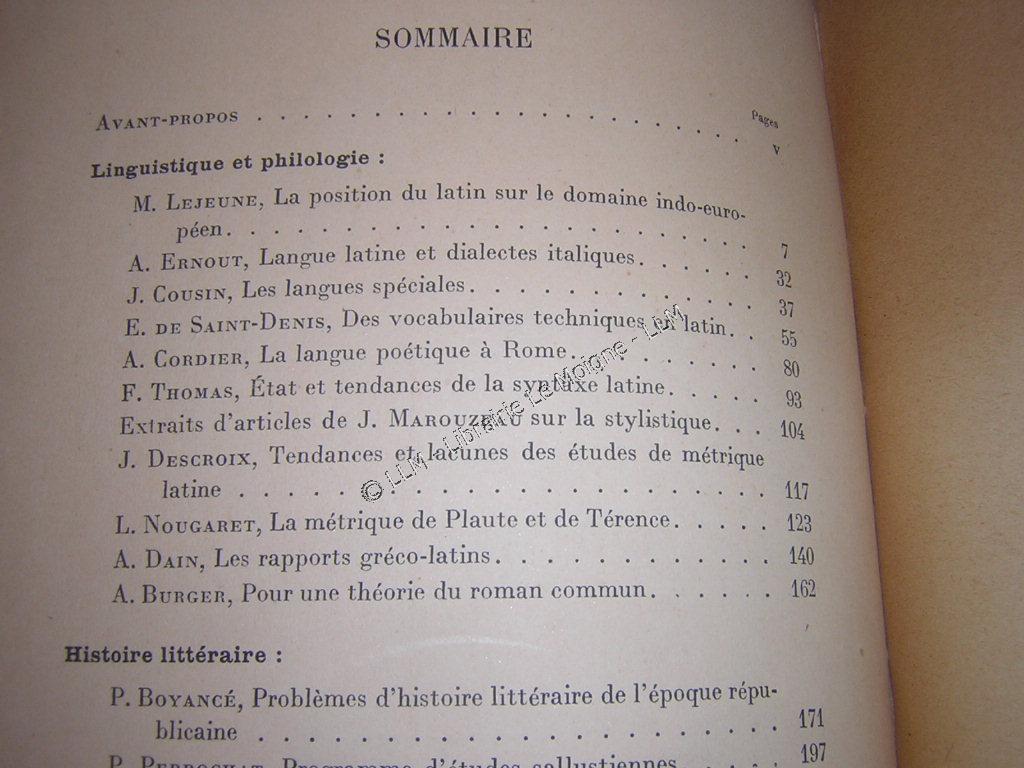 SOMMAIRE
Pages
AVANT-PROPOS . . . . . . . . . . . . . . . . . . . . . V
Linguistique et philologie :
M. LEJEUNE, La position du latin sur le domaine indo-euro-
péen. . . . . . . . . . . . . . . . . . . . . 7
A. ERNOUT, Langue latine et dialectes italiques. . . . . . 32
J. COUSIN, Les langues spéciales. . . . . . . . . . . . 37
E. DE SAINT-DENIS, Des vocabulaires techniques en latin. . 55
A. CORDIER, La langue poétique à Rome. . . . . . . . 80
F. THOMAS, État et tendances de la syntaxe latine. . . . . 93
Extraits d'articles de J. MAROUZEAU sur la stylistique. . . 104
J. DESCROIX, Tendances et lacunes des études de métrique
latine . . . . . . . . . . . . . . . . . . . 117
L. NOUGARET, La métrique de Plaute et de Térence. . . . . 123
A. DAIN, Les rapports gréco-latins. . . . . . . . . . . 140
A. BURGER, Pour une théorie du roman commun. . . . . . 162
Histoire littéraire :
P. BOYANCÉ, Problèmes d'histoire littéraire de l'époque répu-
blicaine . . . . . . . . . . . . . . . . . . 171
P. PERROCHAT, Programme d'études sallustiennes. . . . . 197
© LLM - Librairie Le Moigne - LLM